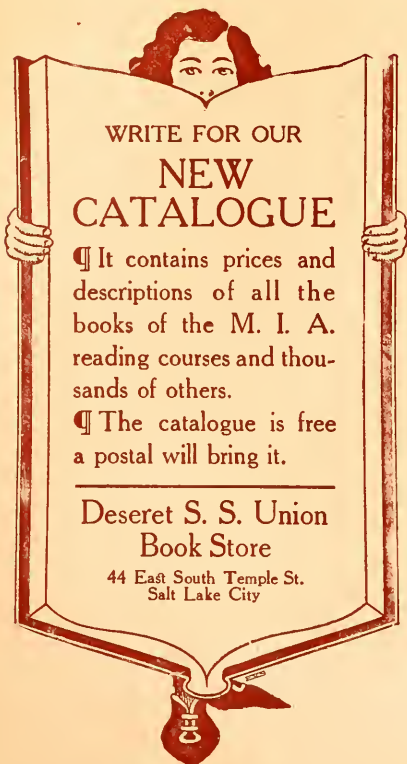 WRITE FOR OUR
NEW
CATALOGUE
¶ It contains prices and
descriptions of all the
books of the M. I. A.
reading courses and thou-
sands of others.
¶ The catalogue is free
a postal will bring it.
Deseret S. S. Union
Book Store
44 East South Temple St.
Salt Lake City